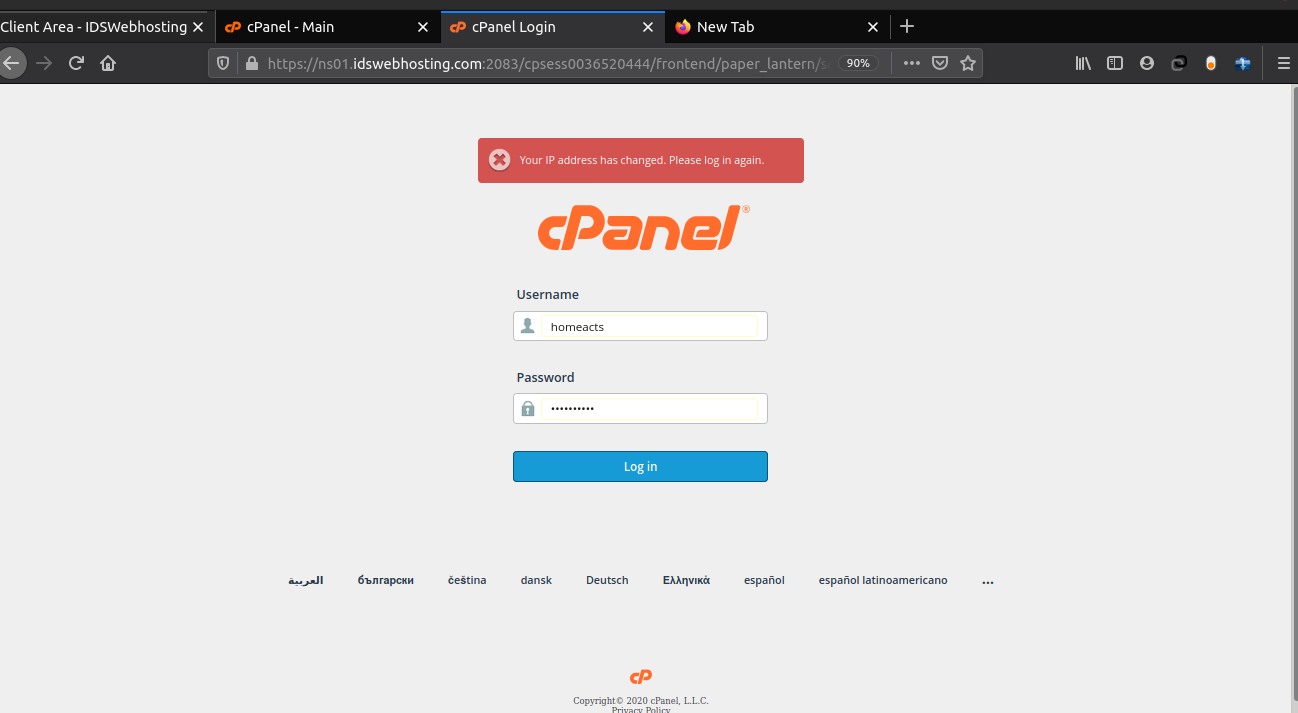 Client Area - IDSWebhosting
cPanel - Main
cPanel Login
New Tab
https://ns01.idswebhosting.com:2083/cpsess0036520444/frontend/paper_lantern/
90%
Your IP address has changed. Please log in again.
cPanel®
Username
homeacts
Password
••••••••••
Log in
العربية български čeština dansk Deutsch Ελληνικά español español latinoamericano ...
cP
Copyright© 2020 cPanel, L.L.C.
Privacy Policy